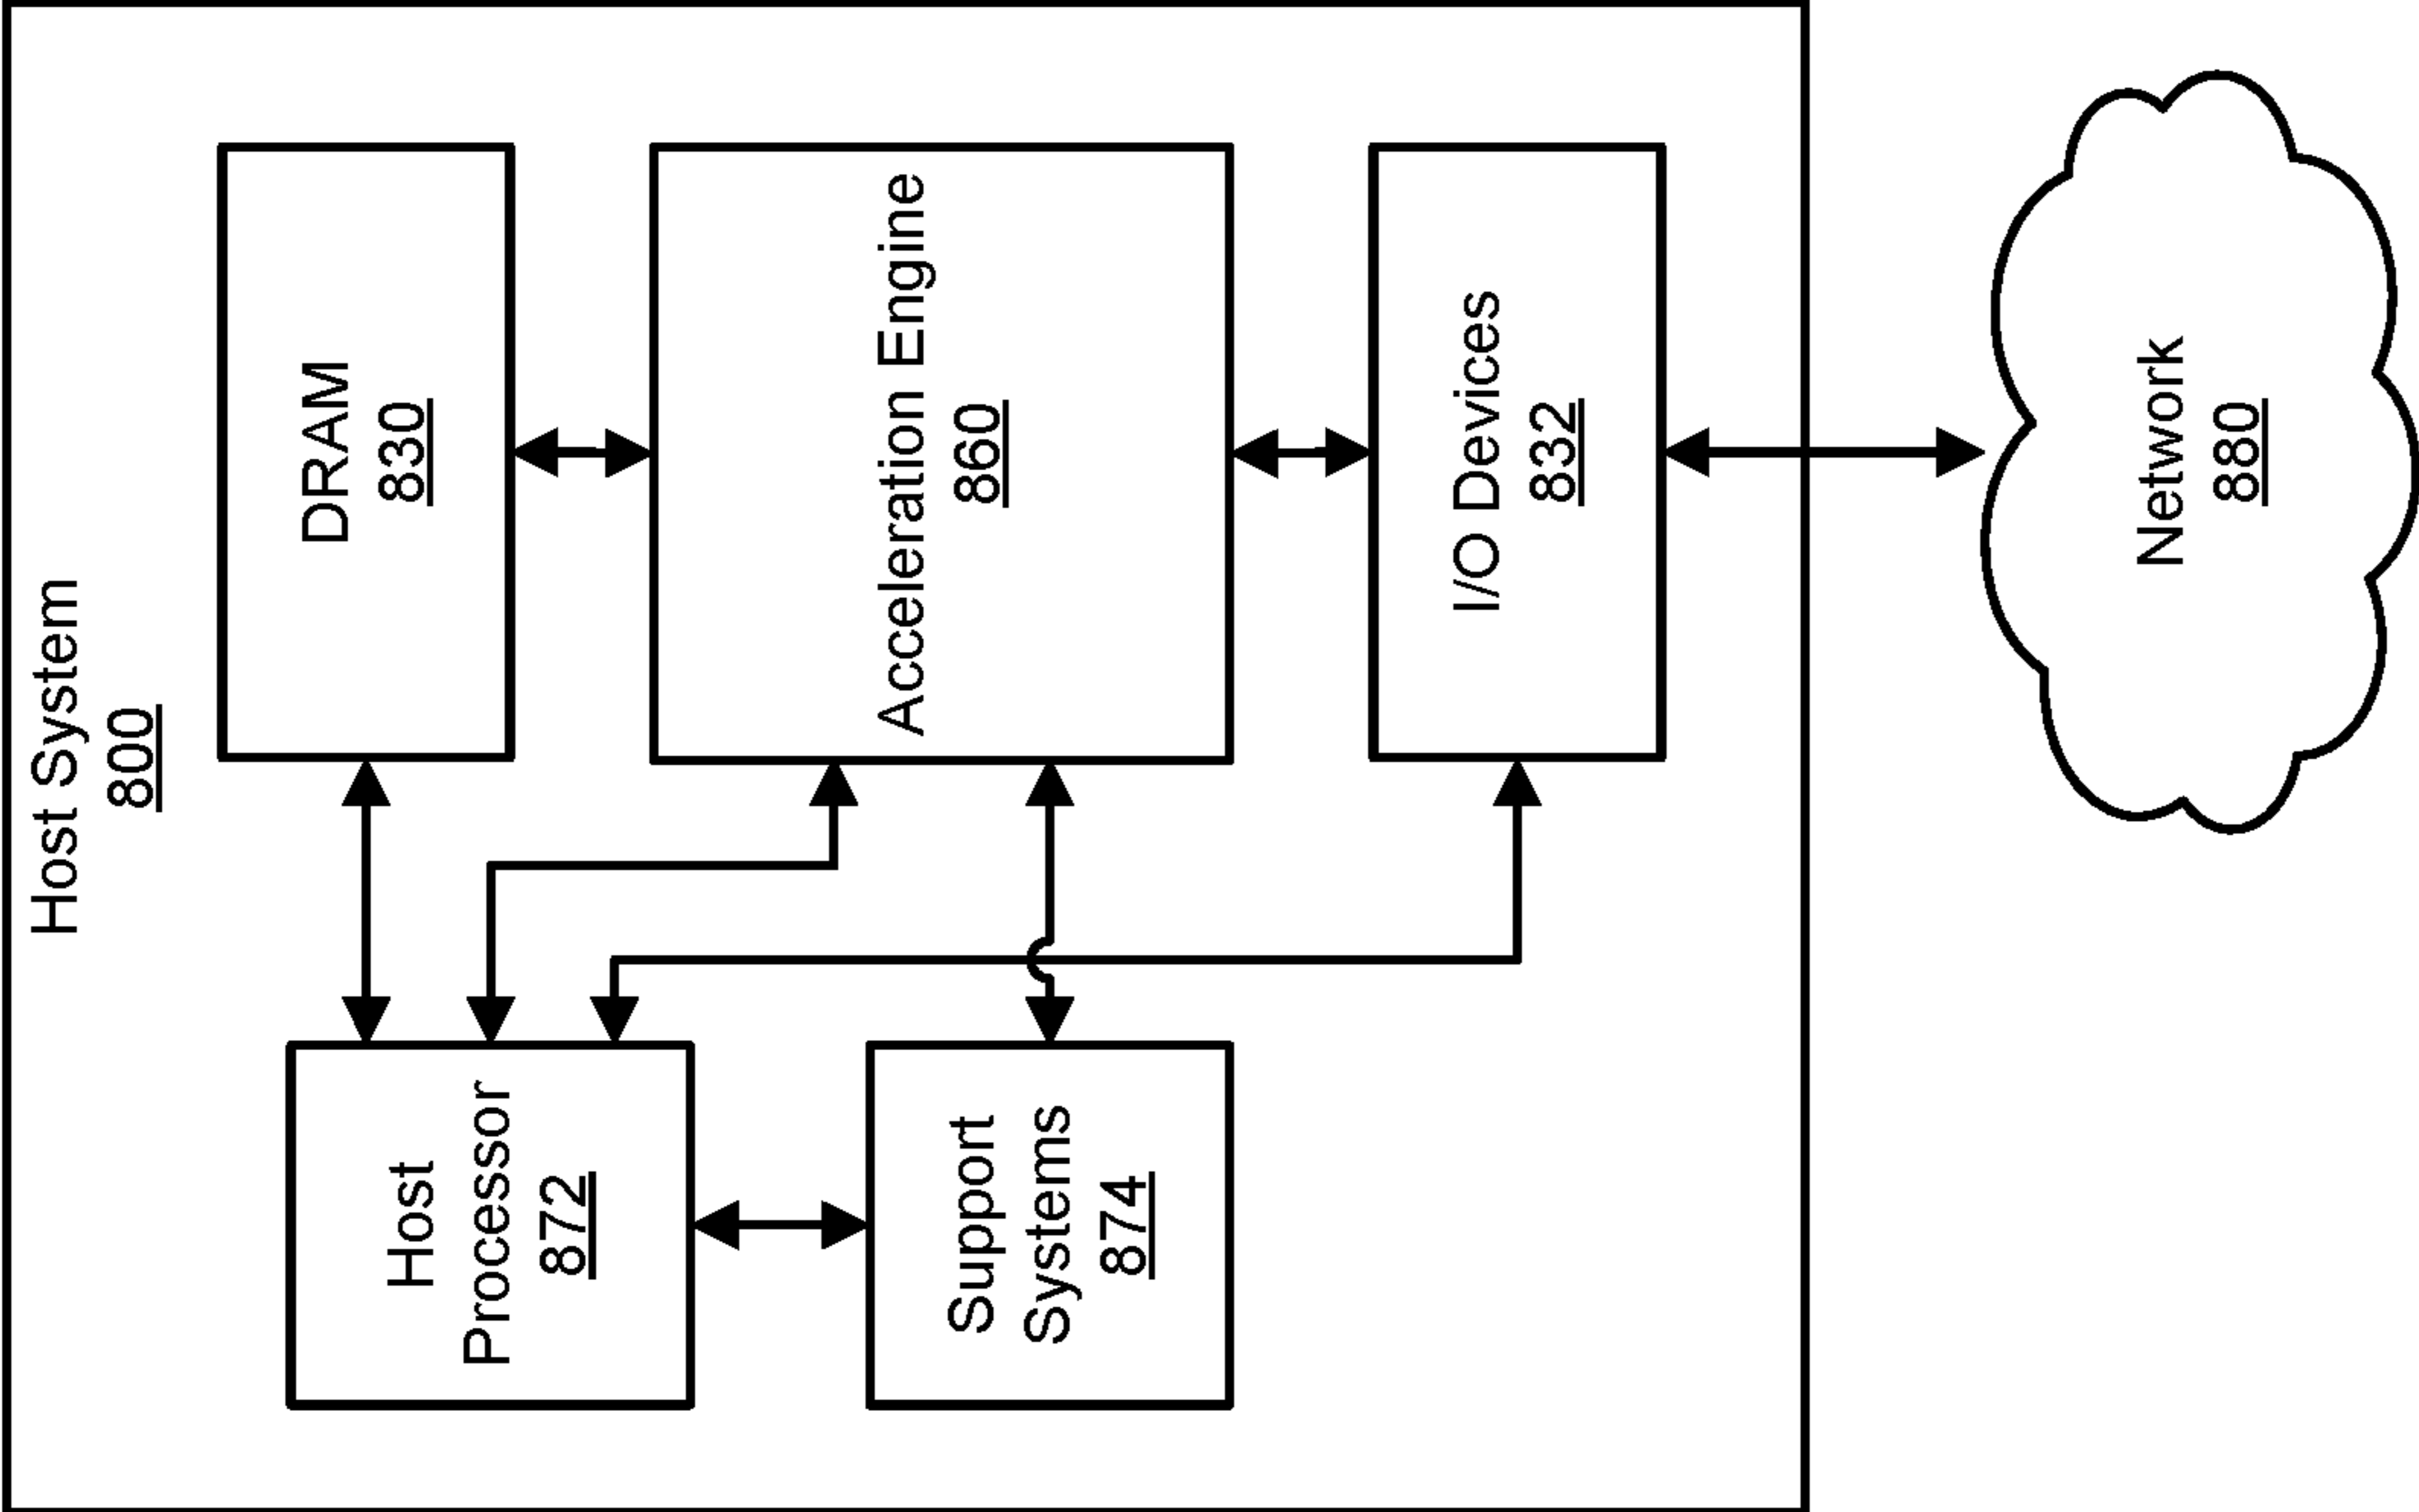 Host System
800
Host
Processor
872
DRAM
830
Support
Systems
874
Acceleration Engine
860
I/O Devices
832
Network
880